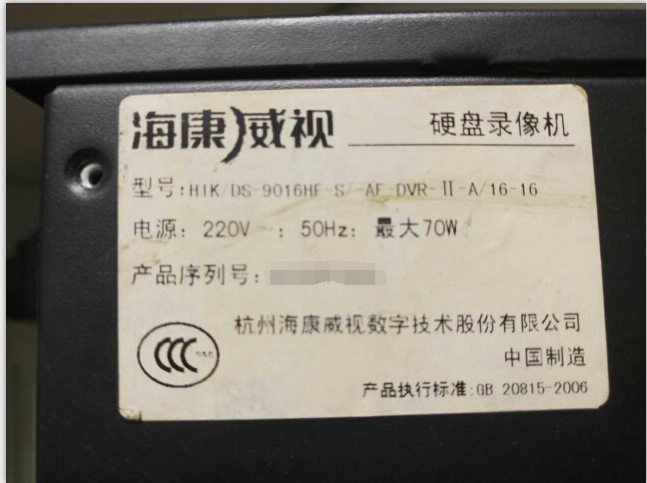 海康威视 硬盘录像机
型号:HIK/DS-9016HF-S/-AF-DVR-II-A/16-16
电源: 220V ~; 50Hz; 最大70W
产品序列号:
杭州海康威视数字技术股份有限公司
中国制造
产品执行标准:GB 20815-2006
CCC